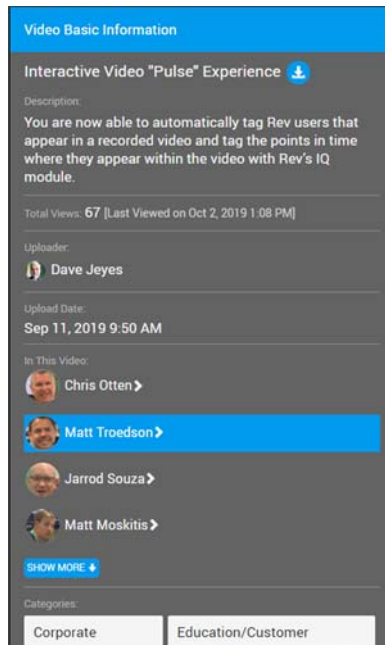 Video Basic Information
Interactive Video "Pulse" Experience
Description:
You are now able to automatically tag Rev users that
appear in a recorded video and tag the points in time
where they appear within the video with Rev's IQ
module.
Total Views: 67 [Last Viewed on Oct 2, 2019 1:08 PM]
Uploader:
Dave Jeyes
Upload Date:
Sep 11, 2019 9:50 AM
In This Video:
Chris Otten
Matt Troedson
Jarrod Souza
Matt Moskitis
SHOW MORE
Categories:
Corporate Education/Customer